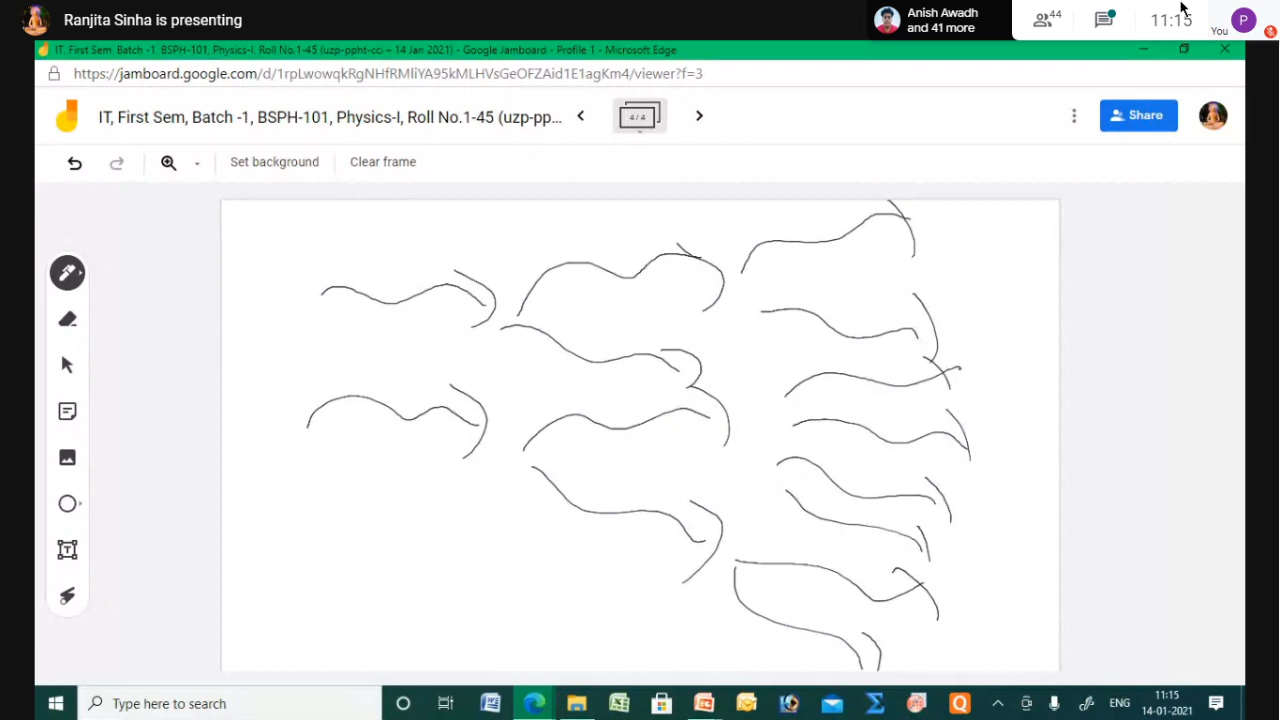 Ranjita Sinha is presenting
Anish Awadh
and 41 more
44
11:15
You
P
IT, First Sem, Batch -1, BSPH-101, Physics-I, Roll No.1-45 (uzp-ppht-cci – 14 Jan 2021) - Google Jamboard - Profile 1 - Microsoft Edge
https://jamboard.google.com/d/1rpLwowqkRgNHfRMliYA95kMLHVsGeOFZAid1E1agKm4/viewer?f=3
IT, First Sem, Batch -1, BSPH-101, Physics-I, Roll No.1-45 (uzp-pp...
4 / 4
Share
Set background
Clear frame
Type here to search
ENG
11:15
14-01-2021